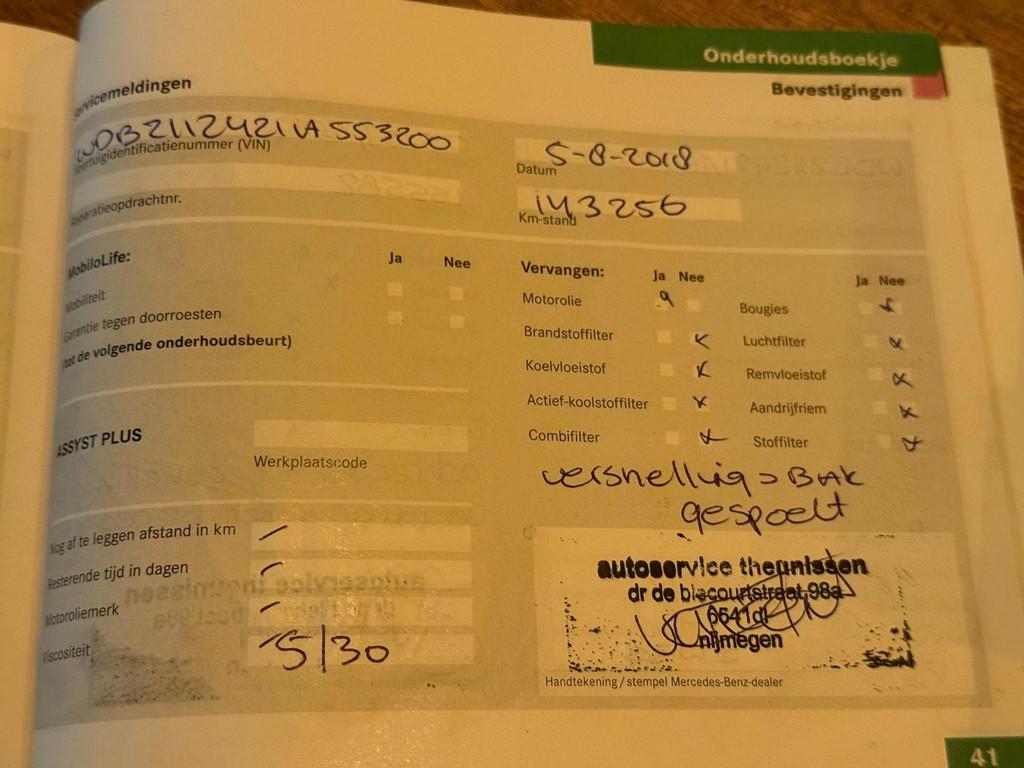 Onderhoudsboekje
Bevestigingen
Servicemeldingen
WDB2112421A553200
Voertuigidentificatienummer (VIN)
5-8-2018
Datum
Reparatieopdrachtnr.
143256
Km-stand
MobiloLife:
Ja Nee
Mobiliteit
Garantie tegen doorroesten
(tot de volgende onderhoudsbeurt)
Vervangen:
Ja Nee
Ja Nee
Motorolie
Bougies
Brandstoffilter
Luchtfilter
Koelvloeistof
Remvloeistof
Actief-koolstoffilter
Aandrijfriem
Combifilter
Stoffilter
ASSYST PLUS
Werkplaatscode
versnellig > BAK
gespoelt
Nog af te leggen afstand in km
Resterende tijd in dagen
Motoroliemerk
Viscositeit
5/30
autoservice theunissen
dr de blecourtstraat 98a
6541dl
nijmegen
Handtekening / stempel Mercedes-Benz-dealer
41